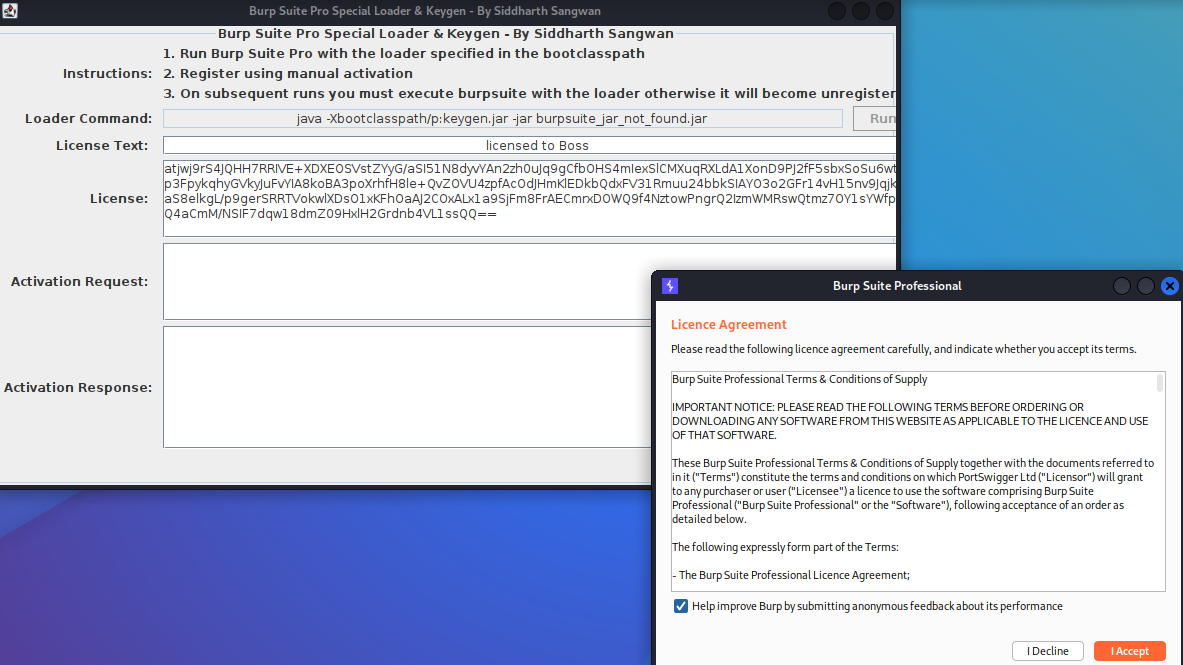 Burp Suite Pro Special Loader & Keygen - By Siddharth Sangwan
Burp Suite Pro Special Loader & Keygen - By Siddharth Sangwan
1. Run Burp Suite Pro with the loader specified in the bootclasspath
Instructions: 2. Register using manual activation
3. On subsequent runs you must execute burpsuite with the loader otherwise it will become unregister
Loader Command: java -Xbootclasspath/p:keygen.jar -jar burpsuite_jar_not_found.jar Run
License Text: licensed to Boss
License:
Activation Request:
Activation Response:
Burp Suite Professional
Licence Agreement
Please read the following licence agreement carefully, and indicate whether you accept its terms.
Burp Suite Professional Terms & Conditions of Supply
IMPORTANT NOTICE: PLEASE READ THE FOLLOWING TERMS BEFORE ORDERING OR
DOWNLOADING ANY SOFTWARE FROM THIS WEBSITE AS APPLICABLE TO THE LICENCE AND USE
OF THAT SOFTWARE.
These Burp Suite Professional Terms & Conditions of Supply together with the documents referred to
in it ("Terms") constitute the terms and conditions on which PortSwigger Ltd ("Licensor") will grant
to any purchaser or user ("Licensee") a licence to use the software comprising Burp Suite
Professional ("Burp Suite Professional" or the "Software"), following acceptance of an order as
detailed below.
The following expressly form part of the Terms:
- The Burp Suite Professional Licence Agreement;
Help improve Burp by submitting anonymous feedback about its performance
I Decline
I Accept